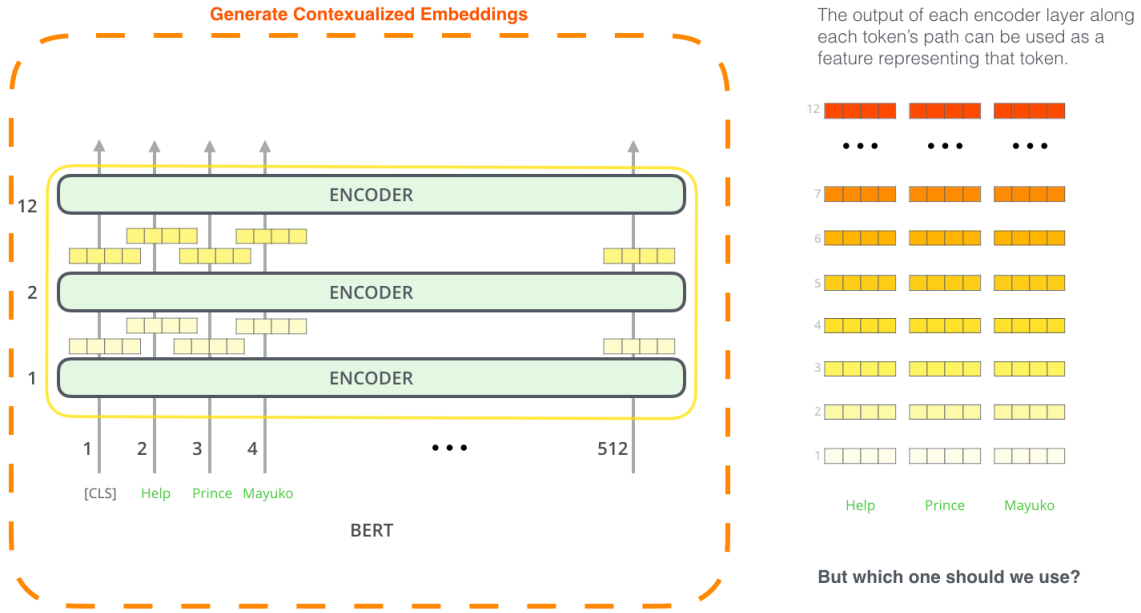 Generate Contexualized Embeddings
12
ENCODER
2
ENCODER
1
ENCODER
1 2 3 4 ••• 512
[CLS] Help Prince Mayuko
BERT
The output of each encoder layer along
each token's path can be used as a
feature representing that token.
12
•••  •••  •••
7
6
5
4
3
2
1
Help Prince Mayuko
But which one should we use?